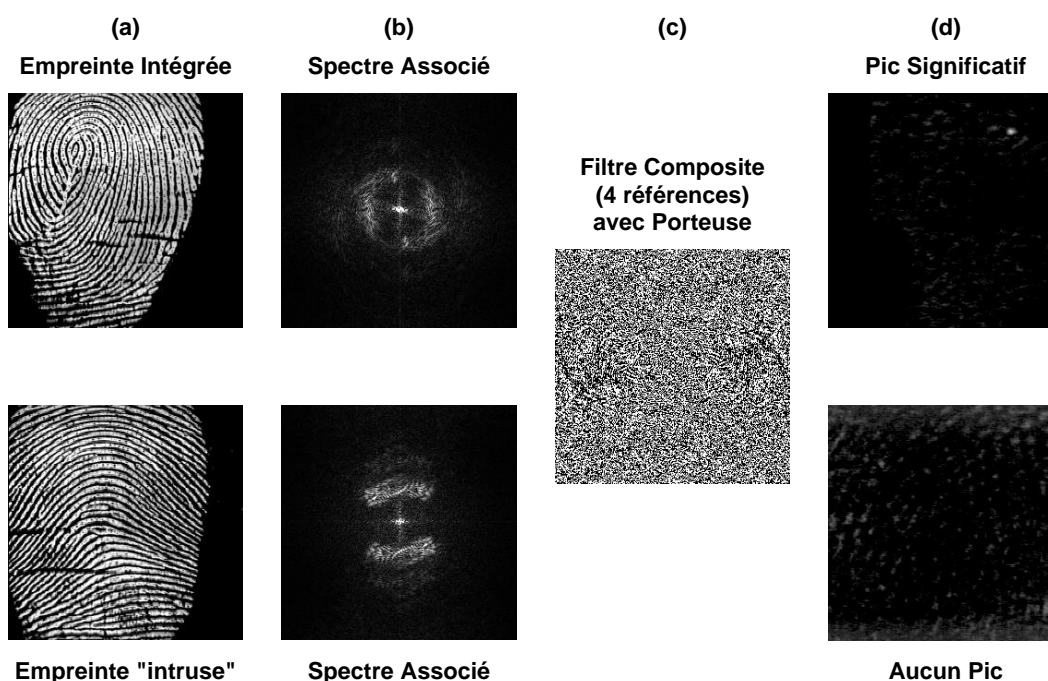 (a)
(b)
(c)
(d)
Empreinte Intégrée
Spectre Associé
Pic Significatif
Filtre Composite
(4 références)
avec Porteuse
Empreinte "intruse"
Spectre Associé
Aucun Pic